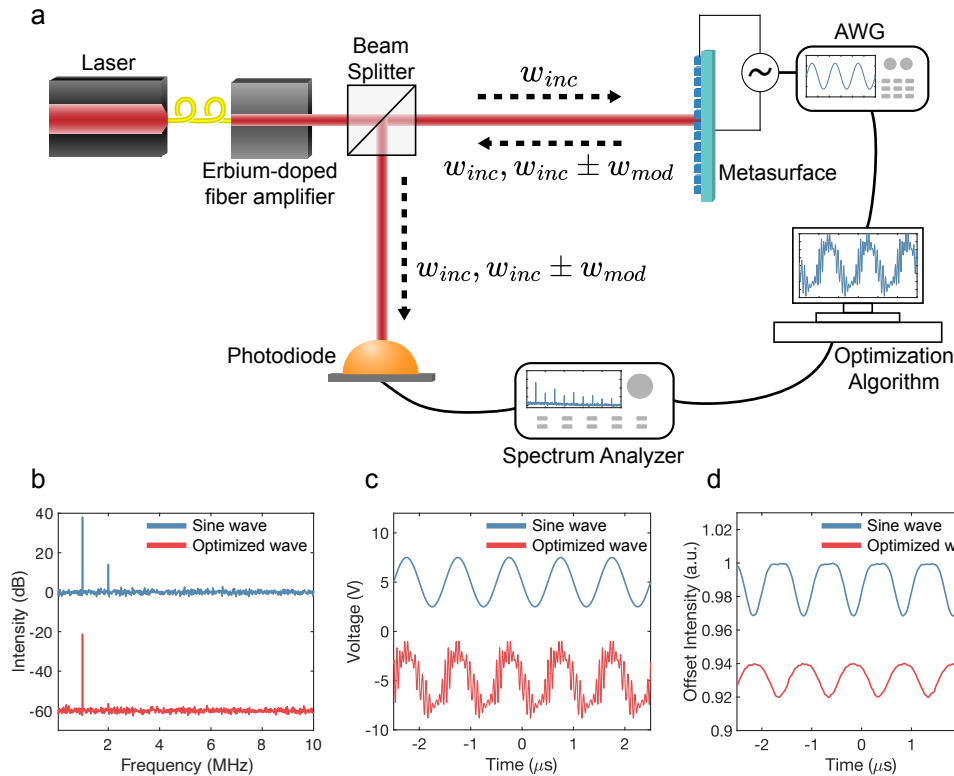 a
Laser
Beam
Splitter
AWG
w_inc
w_inc, w_inc ± w_mod
Erbium-doped
fiber amplifier
Metasurface
w_inc, w_inc ± w_mod
Photodiode
Optimization
Algorithm
Spectrum Analyzer
b
Sine wave
Optimized wave
Intensity (dB)
40
20
0
-20
-40
-60
0
2
4
6
8
10
Frequency (MHz)
c
Sine wave
Optimized wave
Voltage (V)
10
5
0
-5
-10
-2
-1
0
1
2
Time (μs)
d
Sine wave
Optimized w
Offset Intensity (a.u.)
1.02
1
0.98
0.96
0.94
0.92
0.9
-2
-1
0
1
Time (μs)